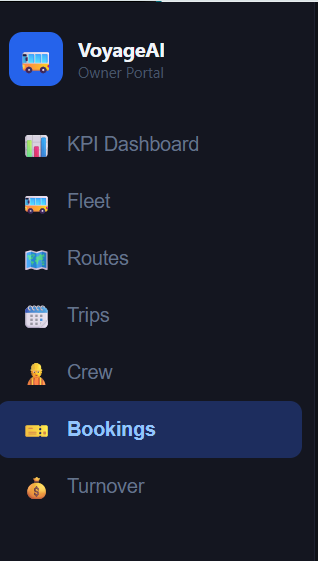 VoyageAI
Owner Portal
KPI Dashboard
Fleet
Routes
Trips
Crew
Bookings
Turnover